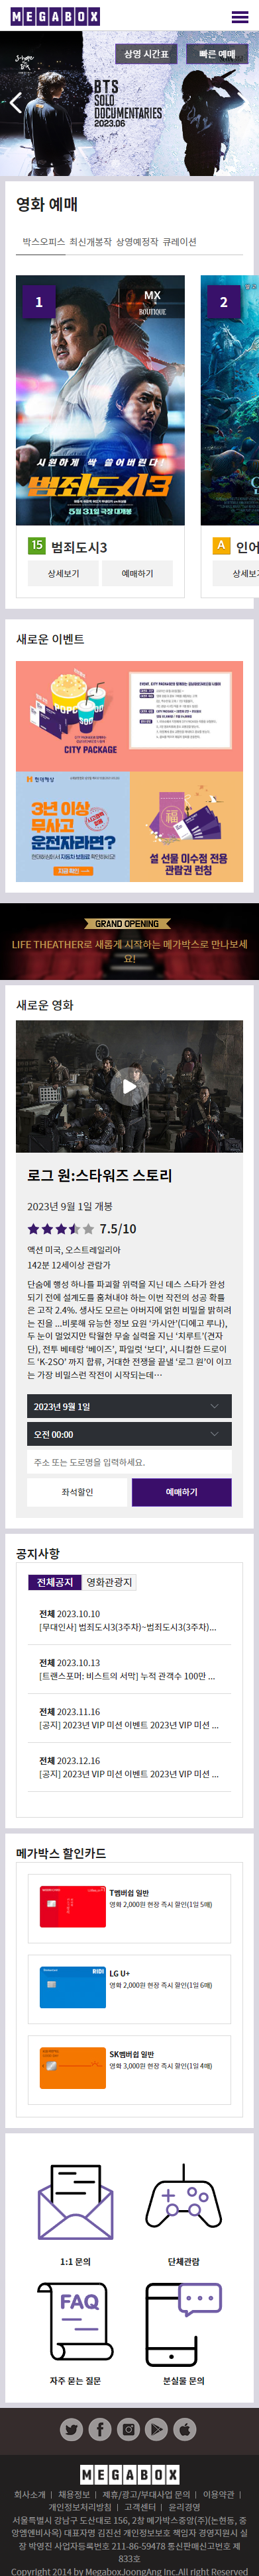 MEGABOX
상영 시간표
빠른 예매
BTS
SOLO
DOCUMENTARIES
2023.06
영화 예매
박스오피스 최신개봉작 상영예정작 큐레이션
1
MX
BOUTIQUE
시원하게 싹 쓸어버린다!
범죄도시3
5월 31일 극장 대개봉
15 범죄도시3
상세보기
예매하기
2
A 인어
상세보기
새로운 이벤트
CITY PACKAGE
현대해상
3년 이상
무사고
운전자라면?
지금 확인
설 선물 이수점 전용
관람권 런칭
GRAND OPENING
LIFE THEATHER로 새롭게 시작하는 메가박스로 만나보세
요!
새로운 영화
로그 원:스타워즈 스토리
2023년 9월 1일 개봉
7.5/10
액션 미국, 오스트레일리아
142분 12세이상 관람가
단숨에 행성 하나를 파괴할 위력을 지닌 데스 스타가 완성
되기 전에 설계도를 훔쳐내야 하는 이번 작전의 성공 확률
은 고작 2.4%. 생사도 모르는 아버지에 얽힌 비밀을 밝히려
는 진을 ...비롯해 유능한 정보 요원 ‘카시안’(디에고 루나),
두 눈이 멀었지만 탁월한 무술 실력을 지닌 ‘치루트’(견자
단), 전투 베테랑 ‘베이즈’, 파일럿 ‘보디’, 시니컬한 드로이
드 ‘K-2SO’ 까지 합류, 거대한 전쟁을 끝낼 ‘로그 원’이 이끄
는 가장 비밀스런 작전이 시작되는데…
2023년 9월 1일
오전 00:00
주소 또는 도로명을 입력하세요.
좌석할인
예매하기
공지사항
전체공지
영화관광지
전체 2023.10.10
[무대인사] 범죄도시3(3주차)~범죄도시3(3주차)...
전체 2023.10.13
[트랜스포머: 비스트의 서막] 누적 관객수 100만 ...
전체 2023.11.16
[공지] 2023년 VIP 미션 이벤트 2023년 VIP 미션 ...
전체 2023.12.16
[공지] 2023년 VIP 미션 이벤트 2023년 VIP 미션 ...
메가박스 할인카드
T멤버쉽 일반
영화 2,000원 현장 즉시 할인(1일 5매)
LG U+
영화 2,000원 현장 즉시 할인(1일 6매)
SK멤버쉽 일반
영화 3,000원 현장 즉시 할인(1일 4매)
1:1 문의
단체관람
FAQ
자주 묻는 질문
분실물 문의
MEGABOX
회사소개 | 채용정보 | 제휴/광고/부대사업 문의 | 이용약관 |
개인정보처리방침 | 고객센터 | 윤리경영
서울특별시 강남구 도산대로 156, 2창 메가박스중앙(주)(논현동, 중
앙엠앤비사옥) 대표자명 김진선 개인정보보호 책임자 경영지원시 실
장 박영진 사업자등록번호 211-86-59478 통신판매신고번호 제
833호
Copyright 2014 by MegaboxJoongAng Inc.All right Reserved